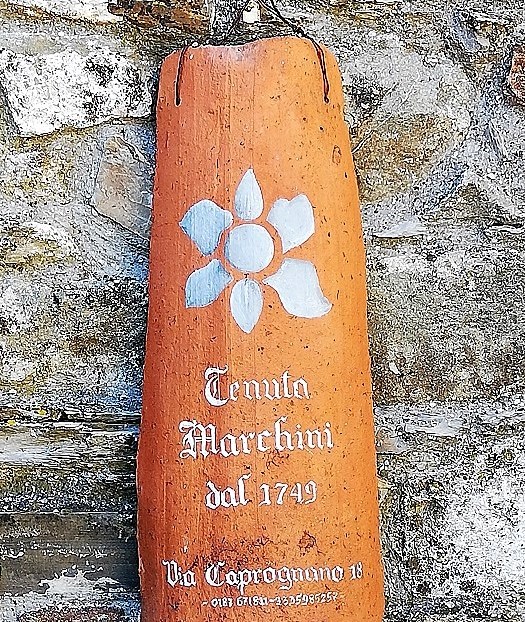 Tenuta
Marchini
dal 1749
Via Caprognano 18